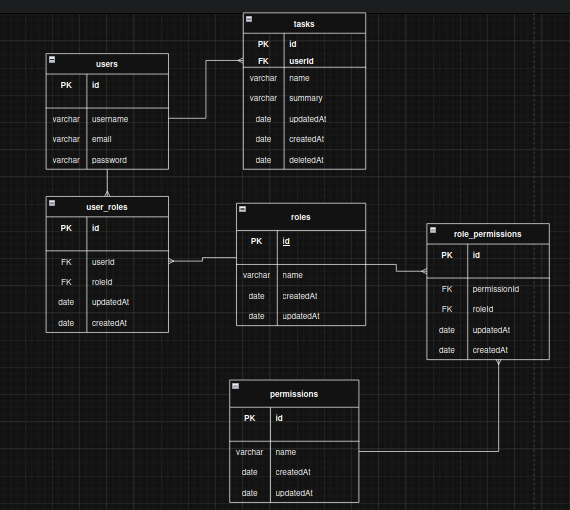 tasks
PK id
FK userId
varchar name
varchar summary
date updatedAt
date createdAt
date deletedAt
users
PK id
varchar username
varchar email
varchar password
user_roles
PK id
FK userId
FK roleId
date updatedAt
date createdAt
roles
PK id
varchar name
date createdAt
date updatedAt
role_permissions
PK id
FK permissionId
FK roleId
date updatedAt
date createdAt
permissions
PK id
varchar name
date createdAt
date updatedAt